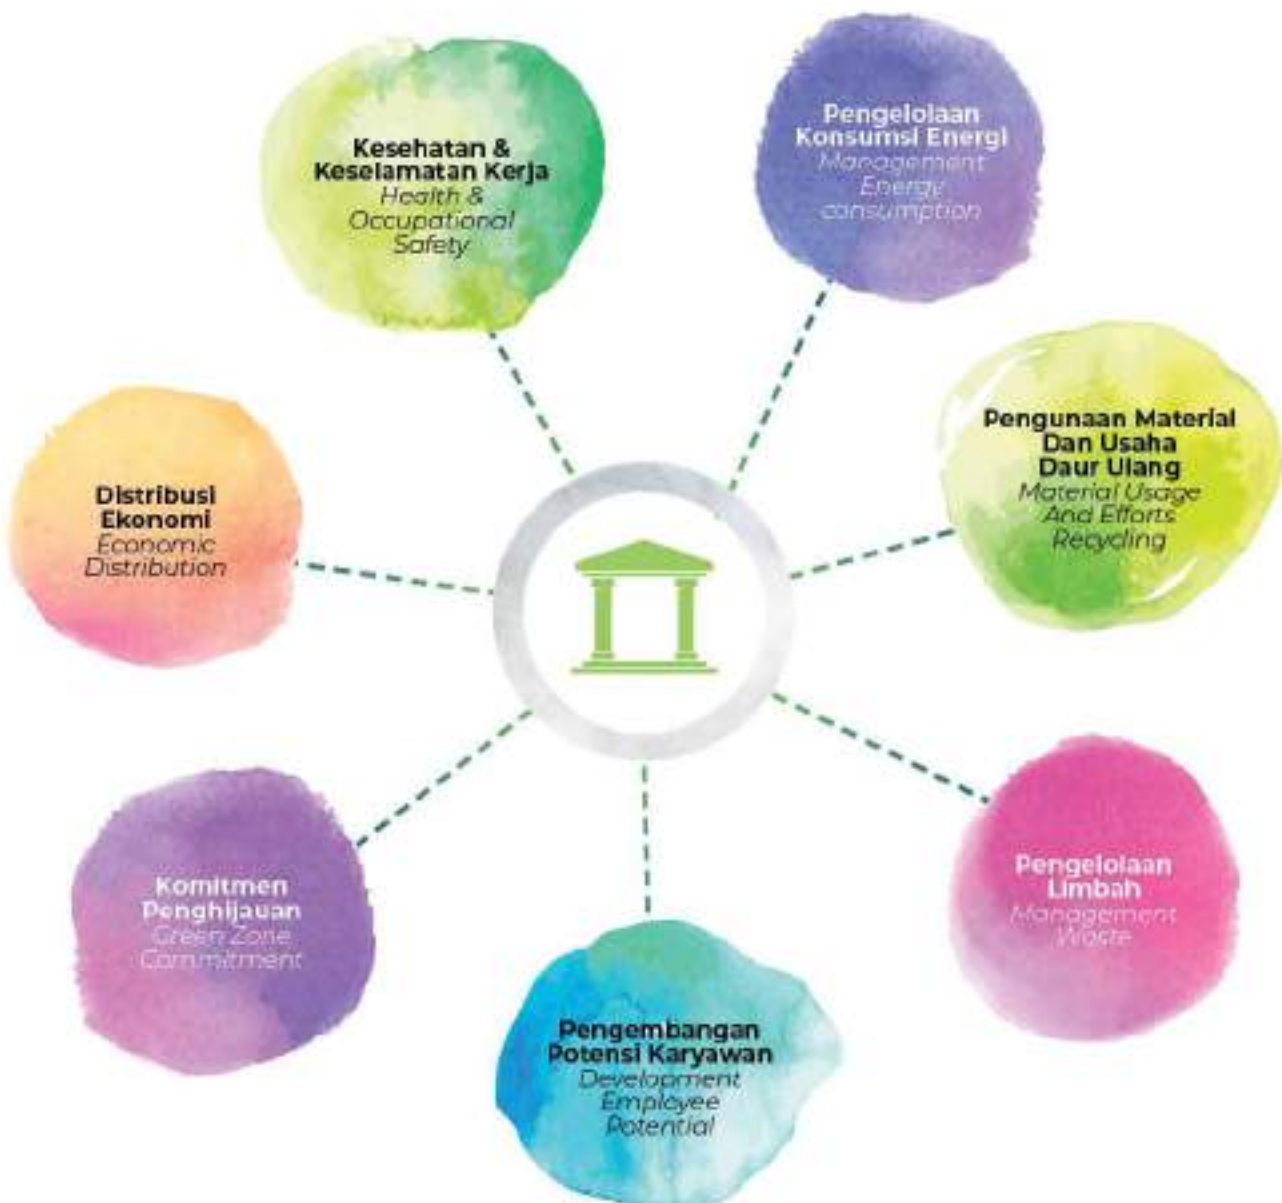 Kesehatan &
Keselamatan Kerja
Health &
Occupational
Safety
Pengelolaan
Konsumsi Energi
Management
Energy
consumption
Pengunaan Material
Dan Usaha
Daur Ulang
Material Usage
And Efforts
Recycling
Distribusi
Ekonomi
Economic
Distribution
Pengelolaan
Limbah
Management
Waste
Komitmen
Penghijauan
Green Zone
Commitment
Pengembangan
Potensi Karyawan
Development
Employee
Potential